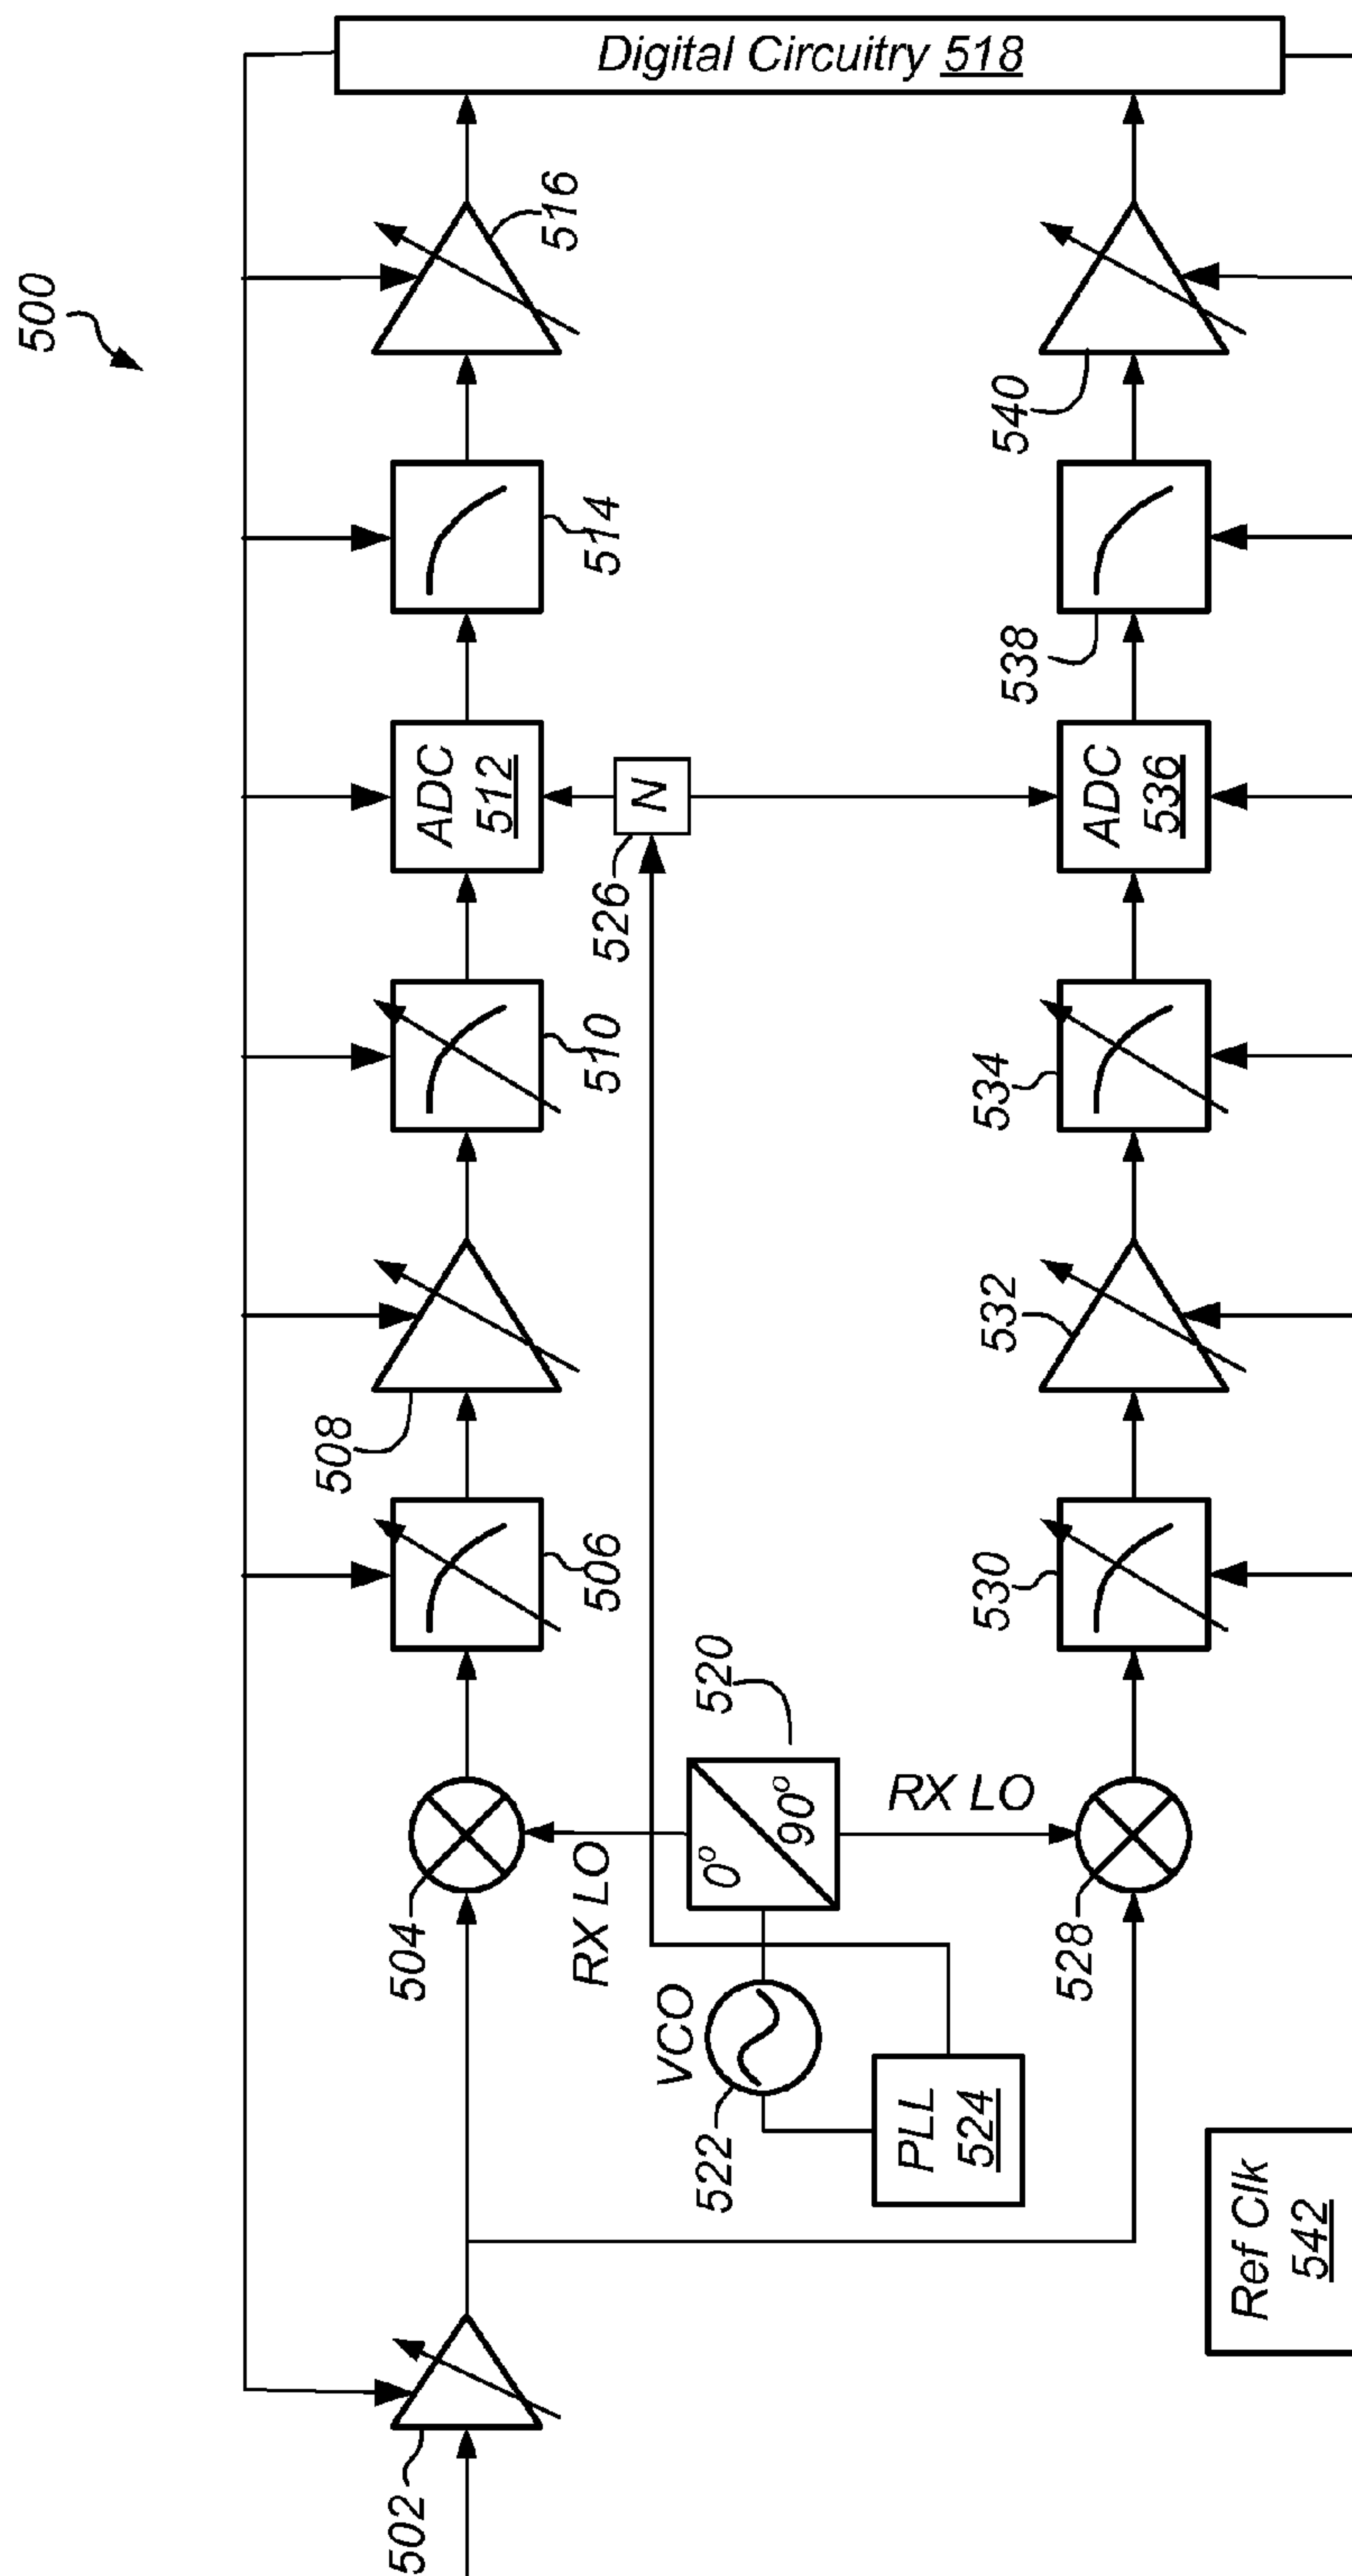 500
Digital Circuitry 518
502
504
506
508
510
ADC
512
514
516
RX LO
VCO
522
PLL
524
0°
90°
520
526
N
RX LO
528
530
532
534
ADC
536
538
540
Ref Clk
542